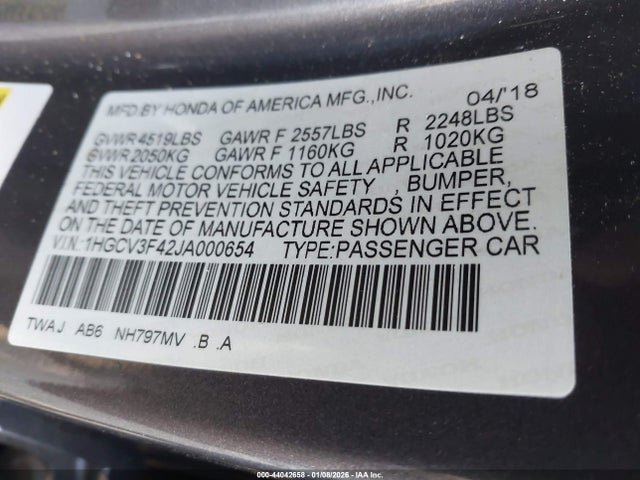 MFD.BY HONDA OF AMERICA MFG.,INC. 04/'18
GVWR 4519LBS GAWR F 2557LBS R 2248LBS
GVWR 2050KG GAWR F 1160KG R 1020KG
THIS VEHICLE CONFORMS TO ALL APPLICABLE
FEDERAL MOTOR VEHICLE SAFETY , BUMPER,
AND THEFT PREVENTION STANDARDS IN EFFECT
ON THE DATE OF MANUFACTURE SHOWN ABOVE.
V.I.N.:1HGCV3F42JA000654 TYPE:PASSENGER CAR
TWAJ AB6 NH797MV .B .A
000-44042658 - 01/08/2026 - IAA Inc.